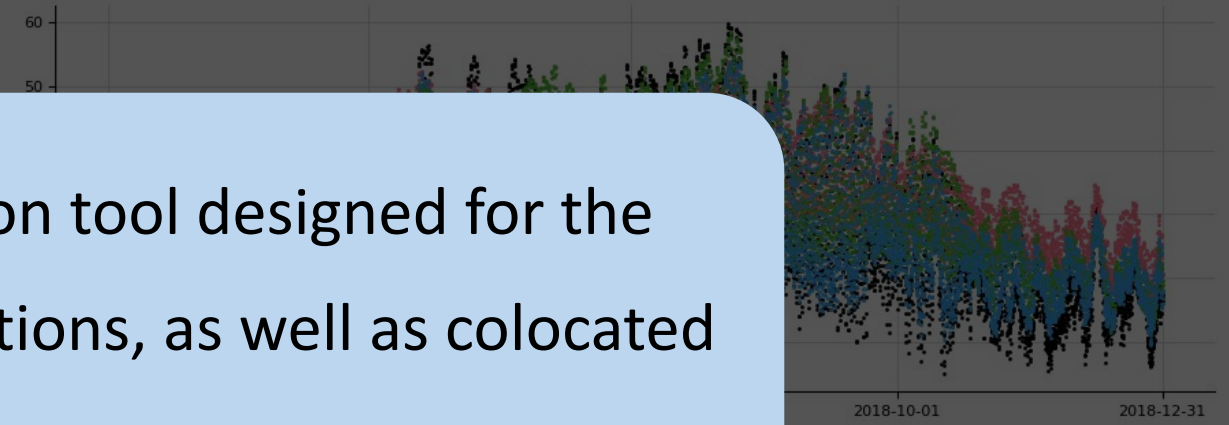 60
50
on tool designed for the
tions, as well as colocated
2018-10-01 2018-12-31